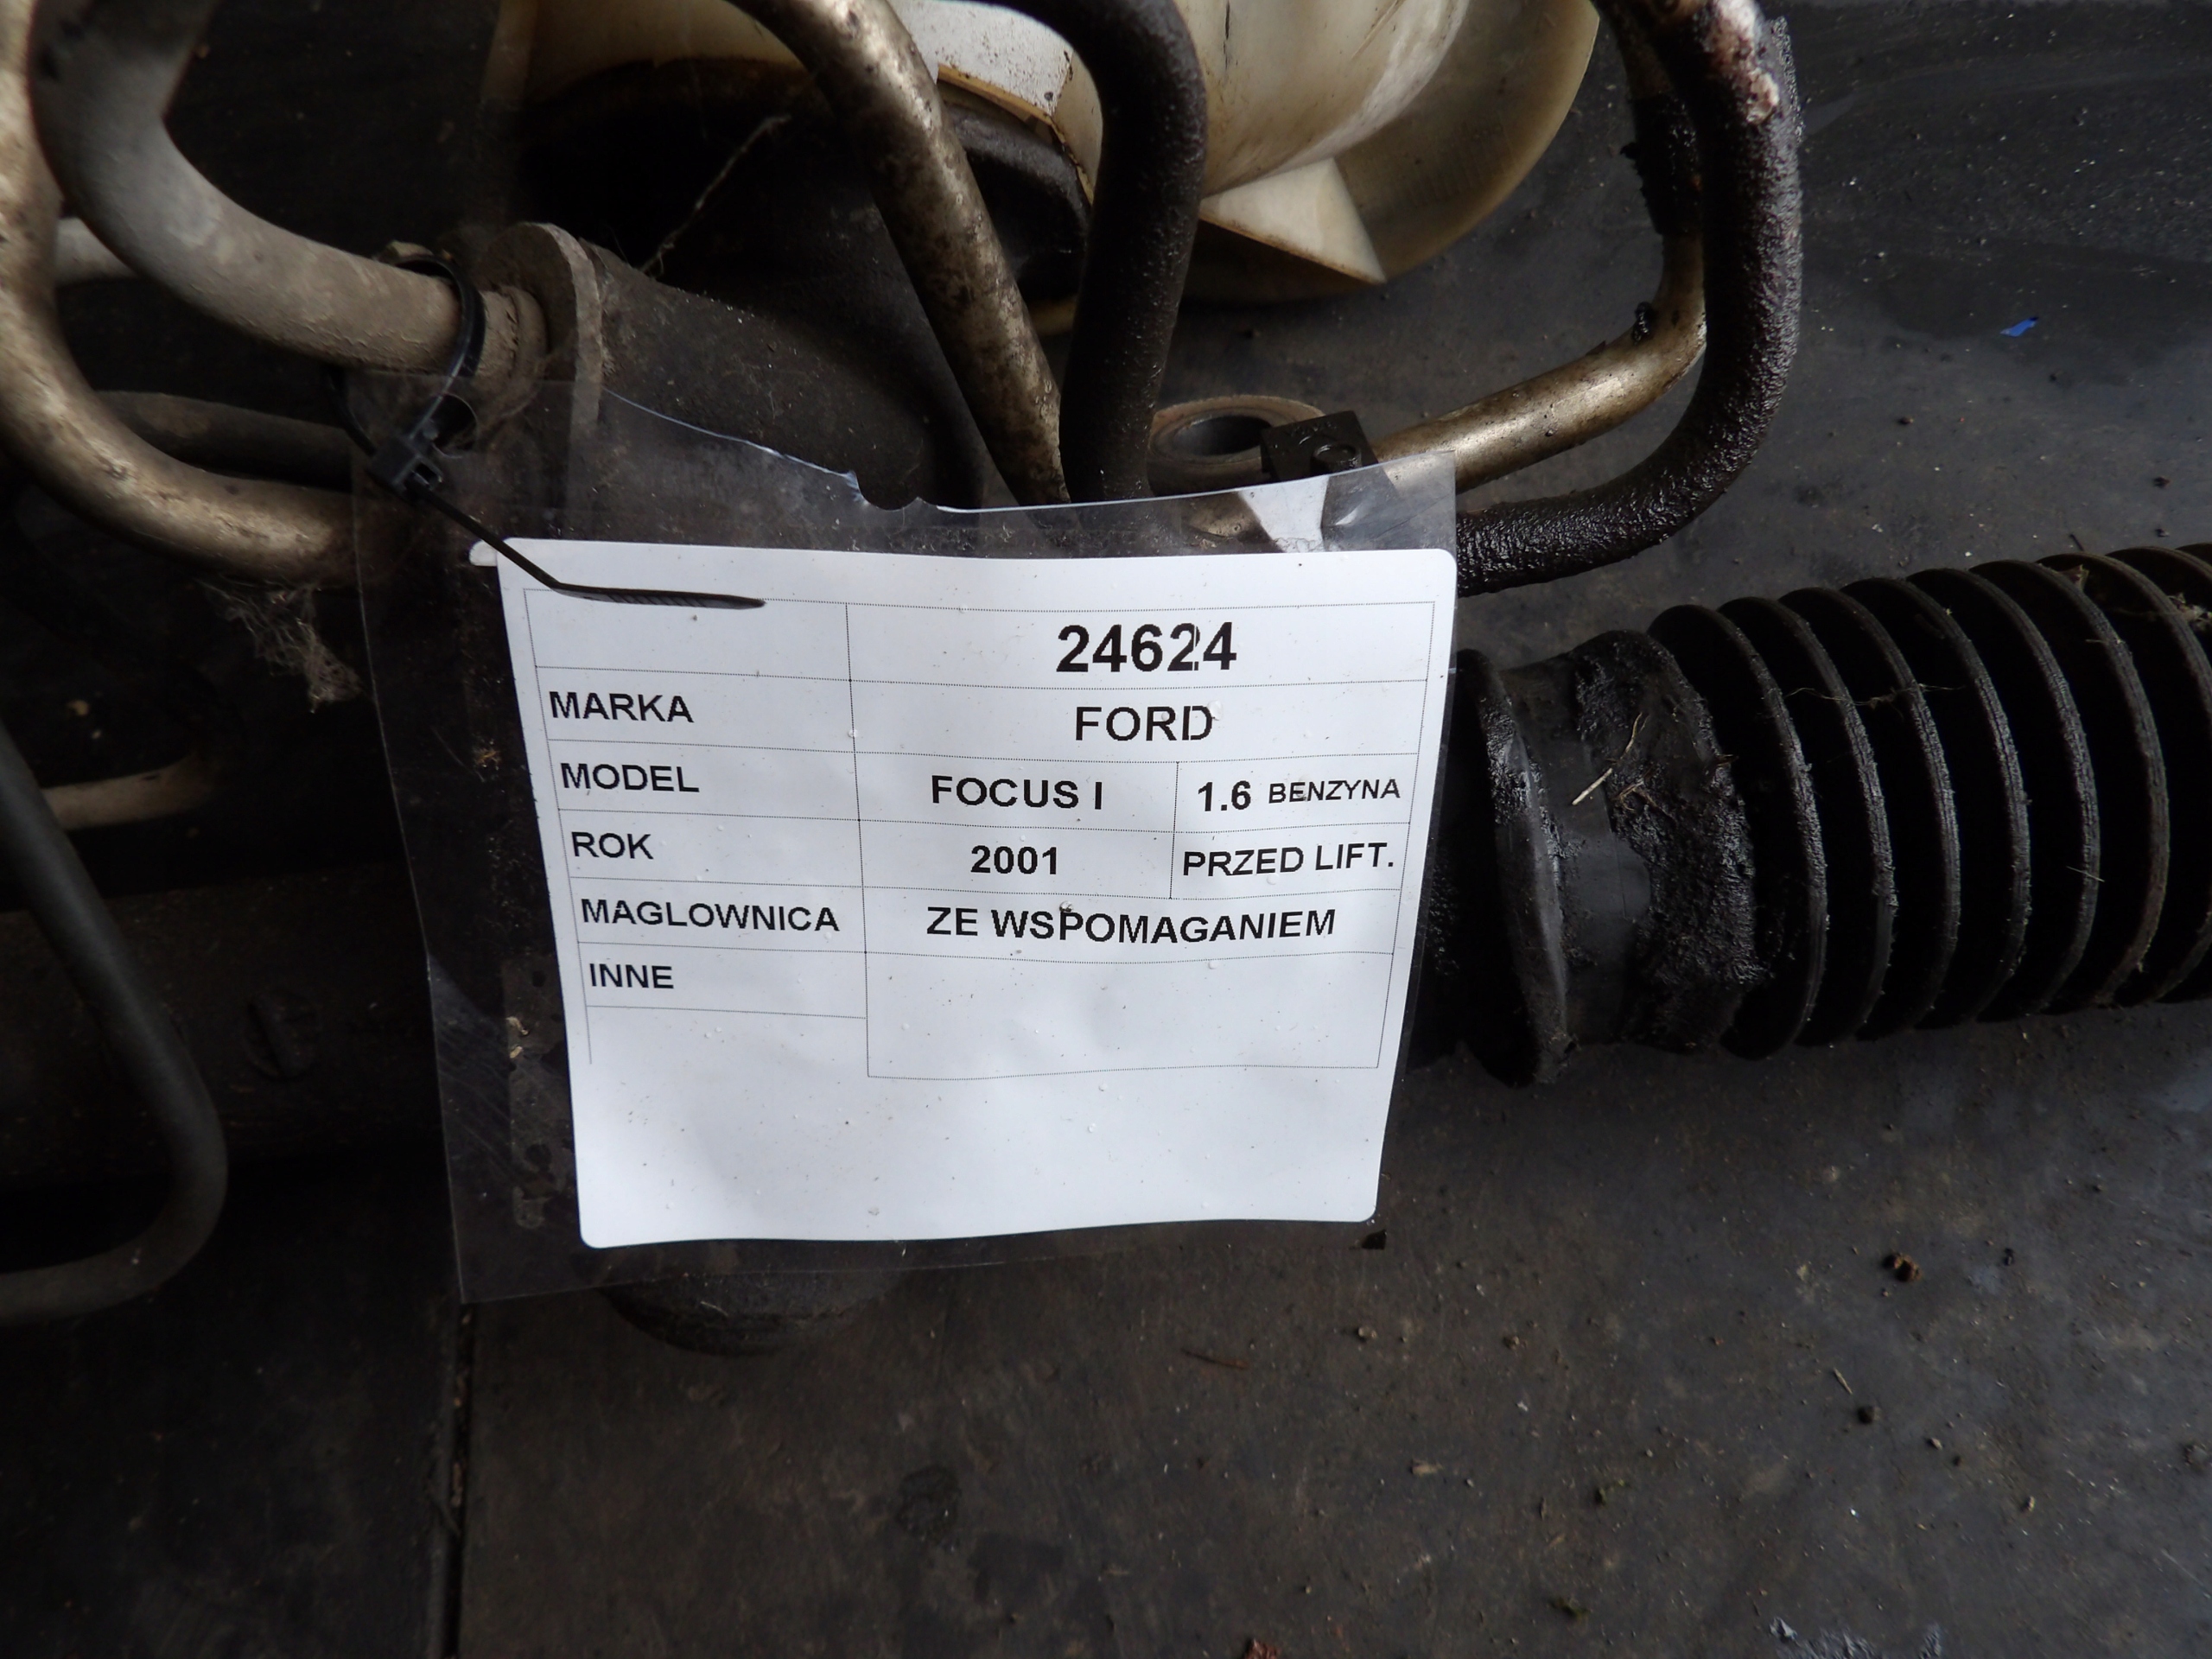 24624
MARKA FORD
MODEL FOCUS I 1.6 BENZYNA
ROK 2001 PRZED LIFT.
MAGLOWNICA ZE WSPOMAGANIEM
INNE